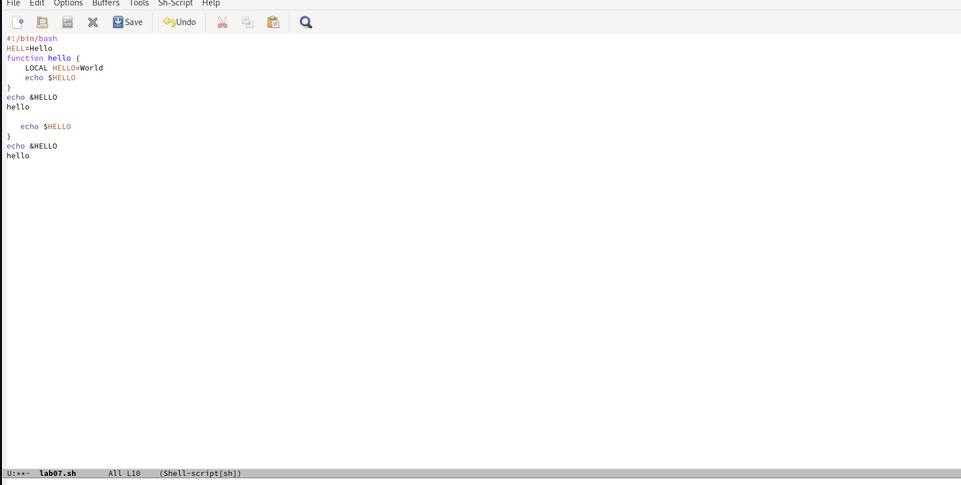 File Edit Options Buffers Tools Sh-Script Help
Save Undo
#!/bin/bash
HELL=Hello
function hello {
    LOCAL HELLO=World
    echo $HELLO
}
echo &HELLO
hello

   echo $HELLO
}
echo &HELLO
hello
U:**- lab07.sh All L10 (Shell-script[sh])